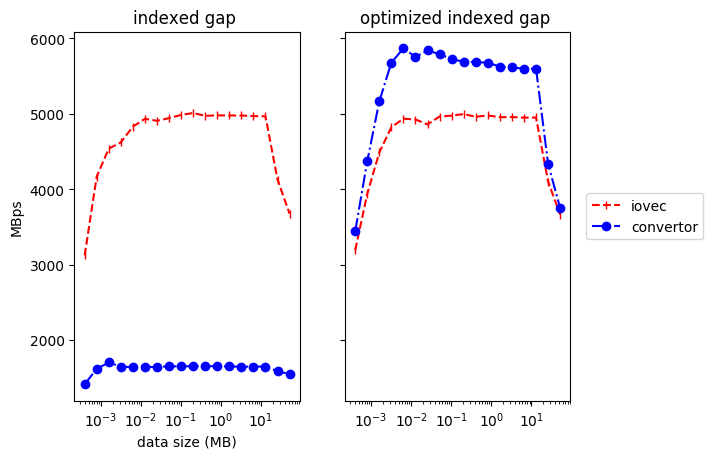 indexed gap
optimized indexed gap
6000
5000
4000
3000
2000
MBps
10⁻³ 10⁻² 10⁻¹ 10⁰ 10¹
10⁻³ 10⁻² 10⁻¹ 10⁰ 10¹
data size (MB)
iovec
convertor